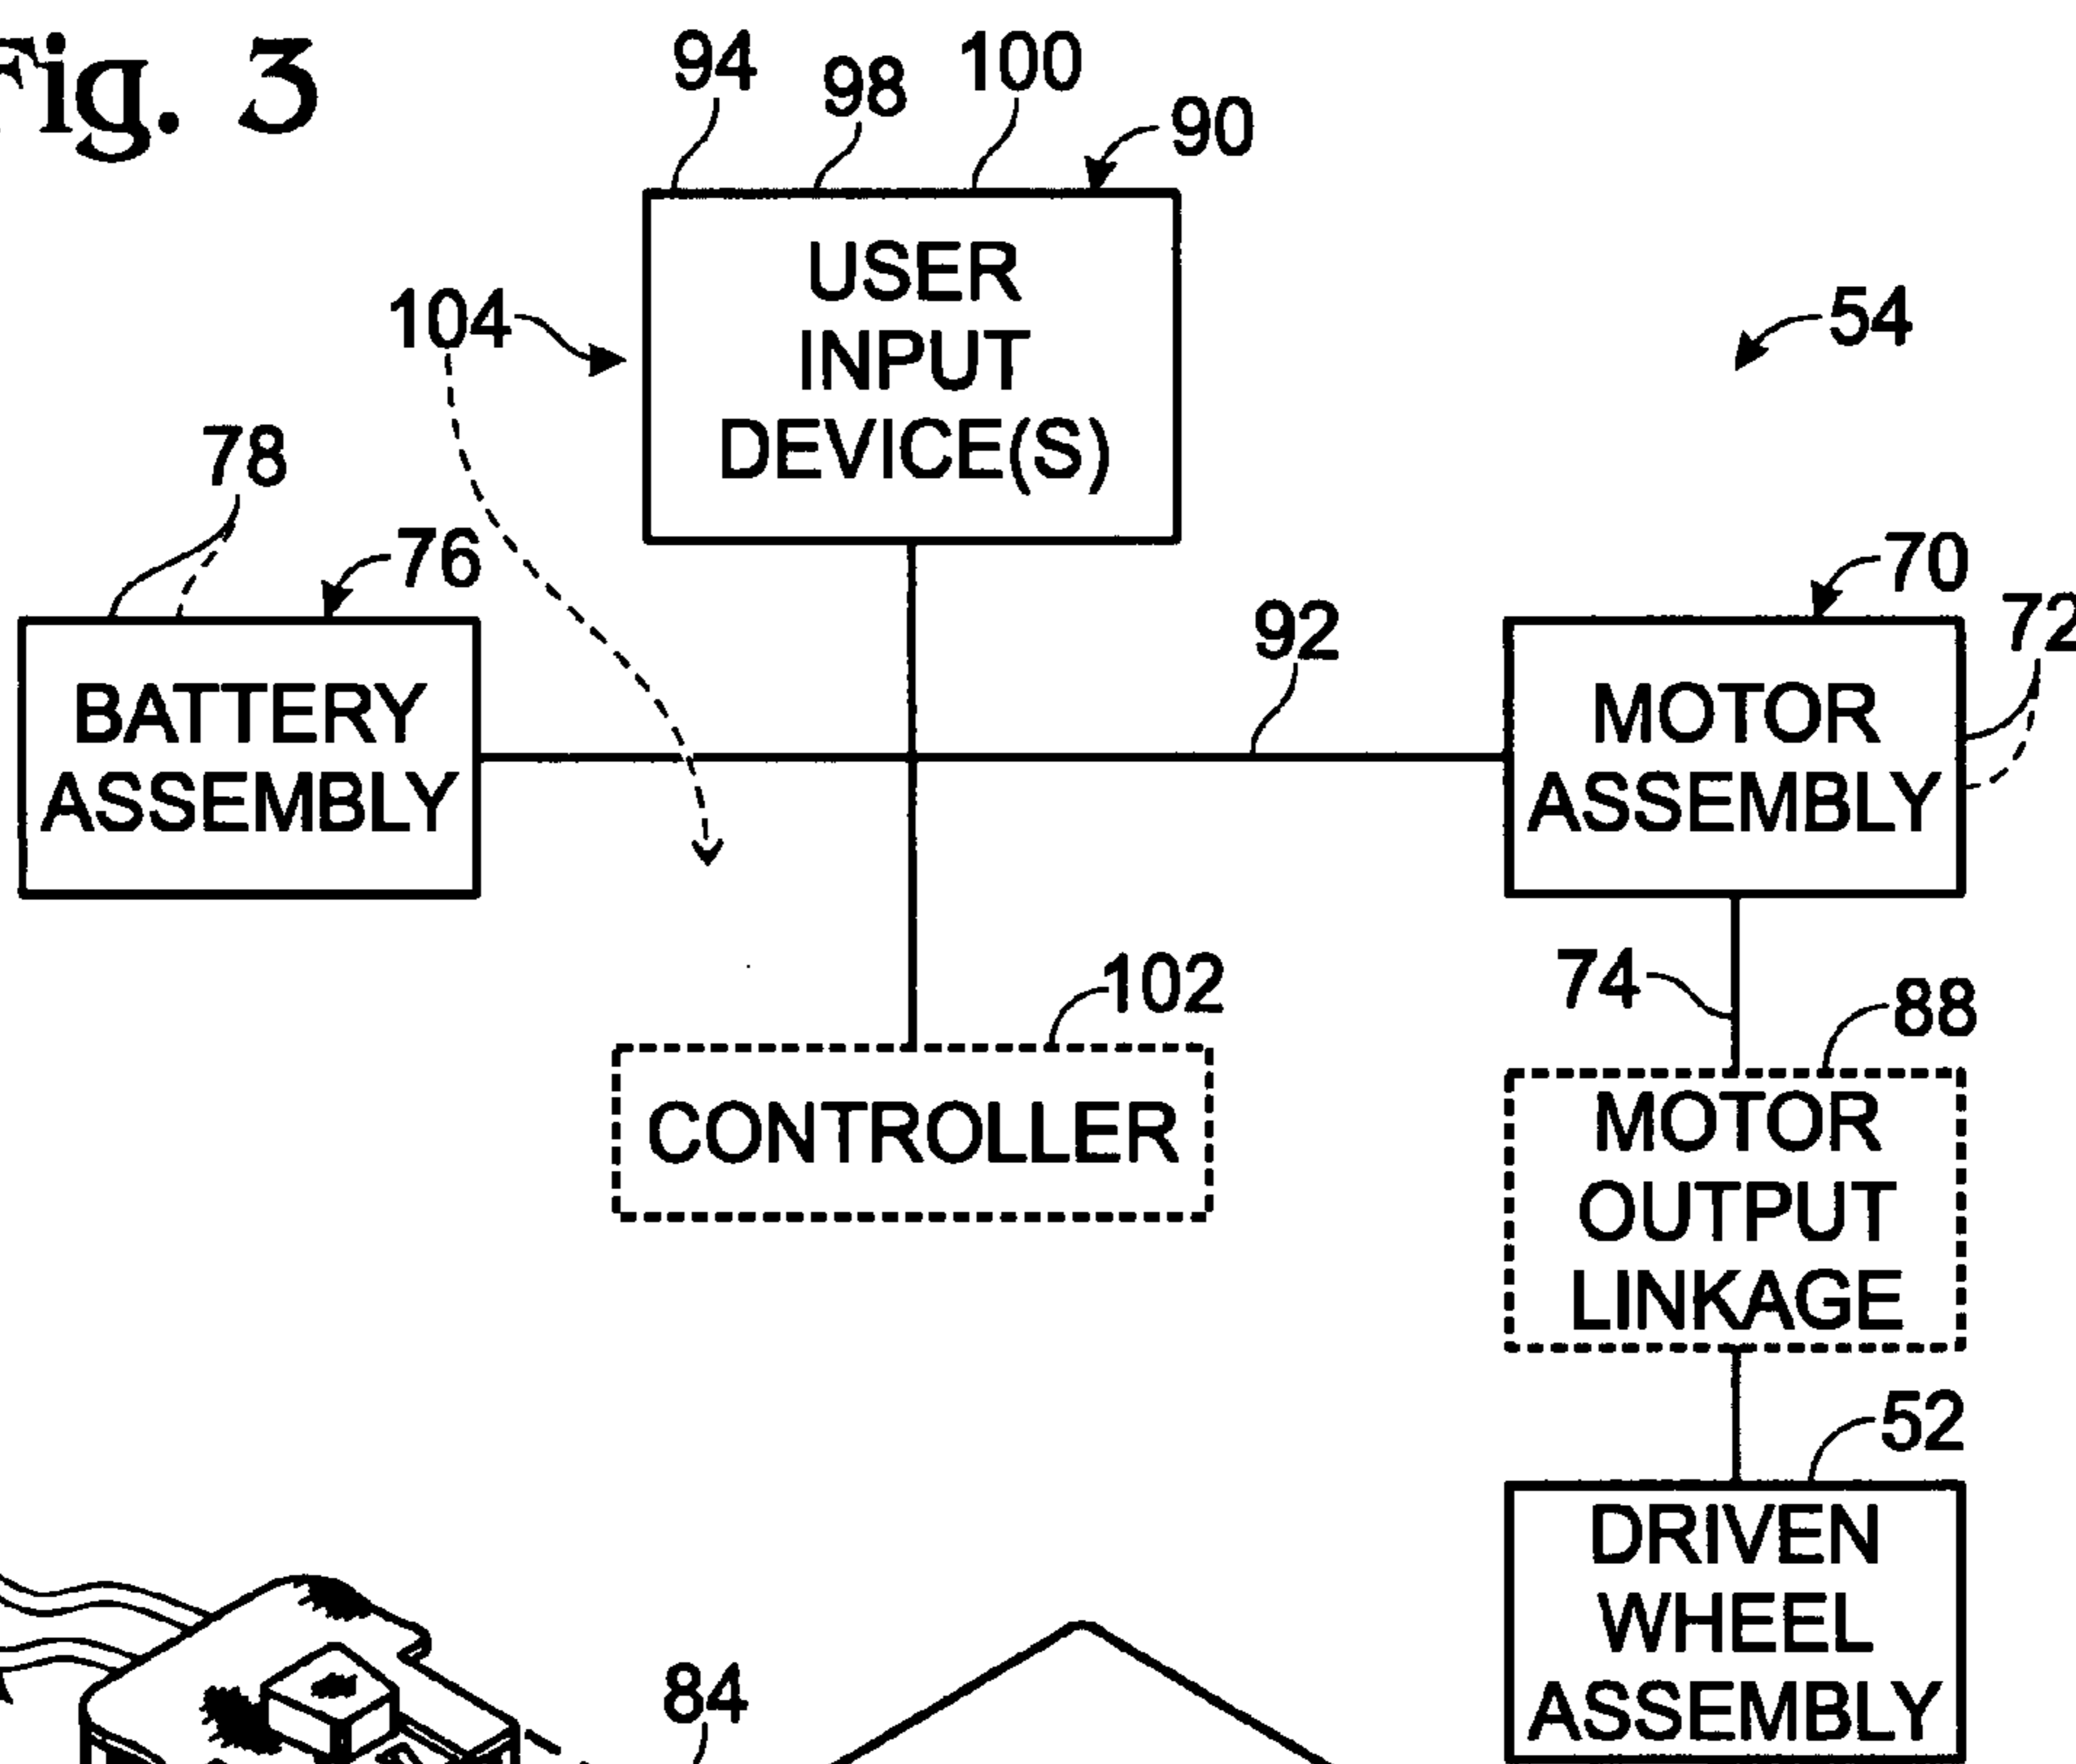 Fig. 3
94
98
100
90
USER
INPUT
DEVICE(S)
104
54
78
76
BATTERY
ASSEMBLY
92
70
72
MOTOR
ASSEMBLY
102
CONTROLLER
74
88
MOTOR
OUTPUT
LINKAGE
52
DRIVEN
WHEEL
ASSEMBLY
84